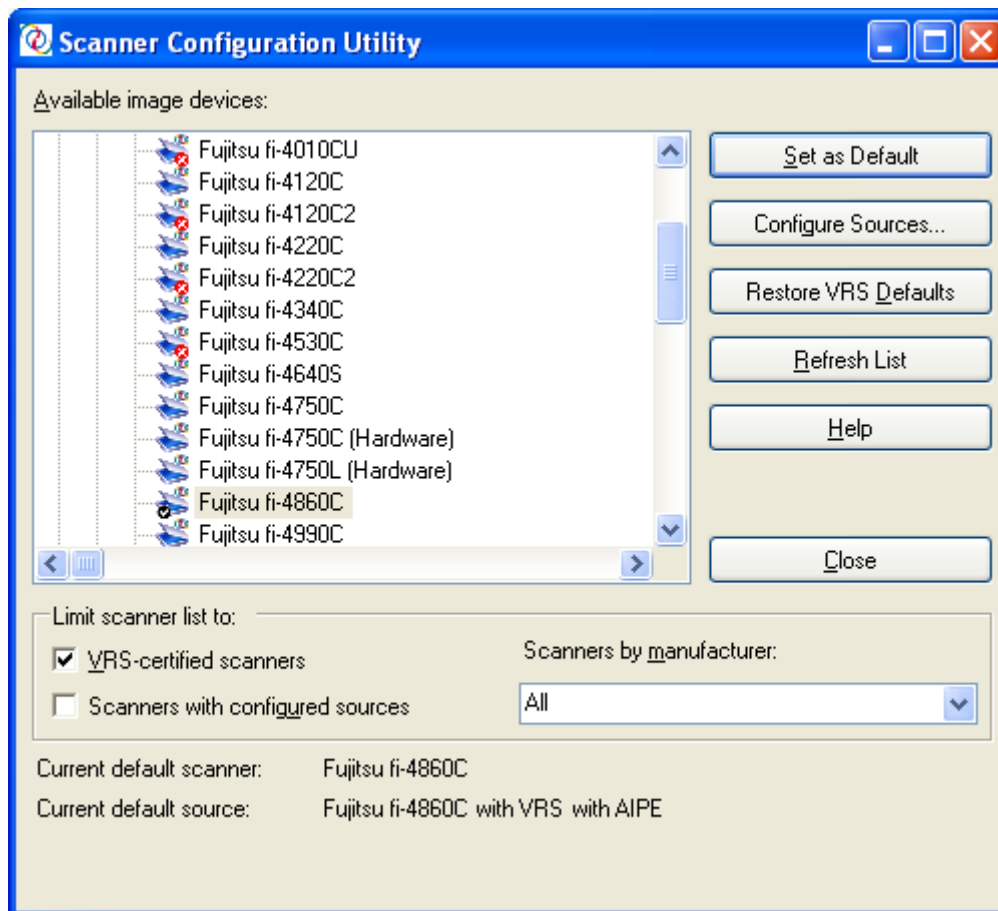 Scanner Configuration Utility
Available image devices:
Fujitsu fi-4010CU
Fujitsu fi-4120C
Fujitsu fi-4120C2
Fujitsu fi-4220C
Fujitsu fi-4220C2
Fujitsu fi-4340C
Fujitsu fi-4530C
Fujitsu fi-4640S
Fujitsu fi-4750C
Fujitsu fi-4750C (Hardware)
Fujitsu fi-4750L (Hardware)
Fujitsu fi-4860C
Fujitsu fi-4990C
Set as Default
Configure Sources...
Restore VRS Defaults
Refresh List
Help
Close
Limit scanner list to:
VRS-certified scanners
Scanners with configured sources
Scanners by manufacturer:
All
Current default scanner: Fujitsu fi-4860C
Current default source: Fujitsu fi-4860C with VRS with AIPE